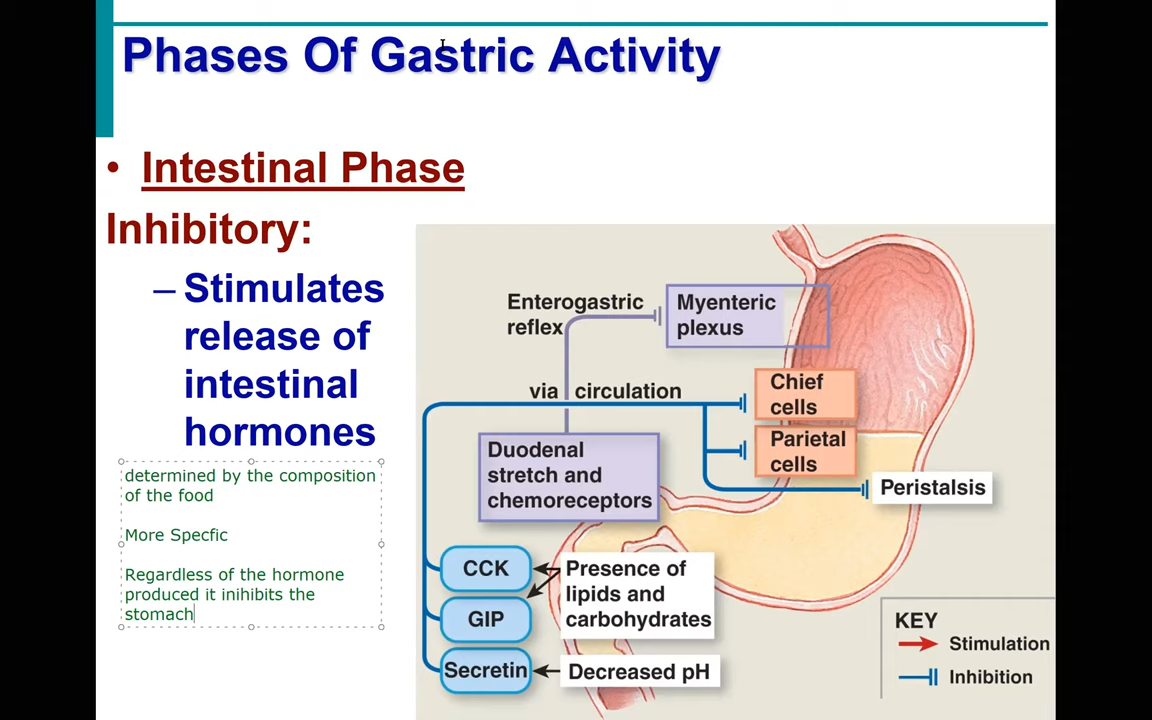 Phases Of Gastric Activity
• Intestinal Phase
Inhibitory:
– Stimulates
release of
intestinal
hormones
determined by the composition
of the food
More Specfic
Regardless of the hormone
produced it inihibits the
stomach
Enterogastric
reflex
Myenteric
plexus
via circulation
Chief
cells
Parietal
cells
Peristalsis
Duodenal
stretch and
chemoreceptors
CCK
GIP
Secretin
Presence of
lipids and
carbohydrates
Decreased pH
KEY
Stimulation
Inhibition